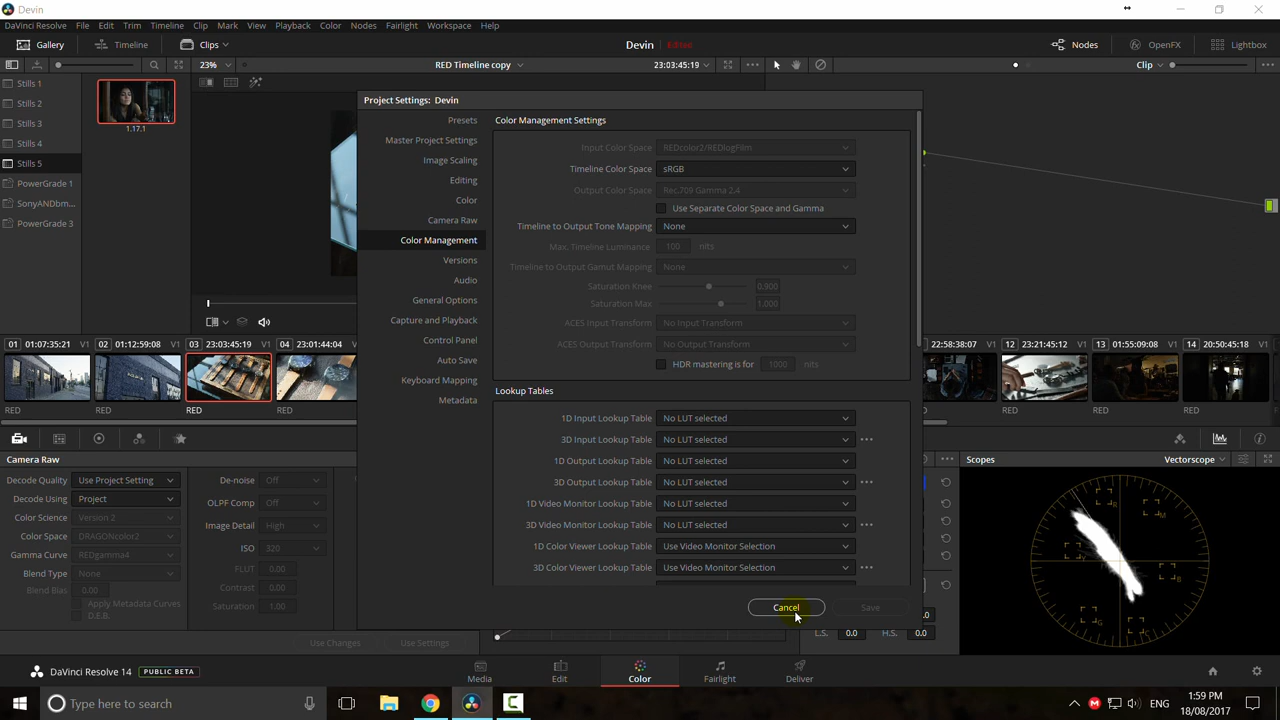 Devin
DaVinci Resolve File Edit Trim Timeline Clip Mark View Playback Color Nodes Fairlight Workspace Help
Gallery Timeline Clips Devin Edited Nodes OpenFX Lightbox
23% RED Timeline copy 23:03:45:19 Clip
Stills 1
Stills 2
Stills 3
Stills 4
Stills 5
PowerGrade 1
SonyANDbm...
PowerGrade 3
1.17.1
Project Settings: Devin
Presets
Master Project Settings
Image Scaling
Editing
Color
Camera Raw
Color Management
Versions
Audio
General Options
Capture and Playback
Control Panel
Auto Save
Keyboard Mapping
Metadata
Color Management Settings
Input Color Space REDcolor2/REDlogFilm
Timeline Color Space sRGB
Output Color Space Rec.709 Gamma 2.4
Use Separate Color Space and Gamma
Timeline to Output Tone Mapping None
Max. Timeline Luminance 100 nits
Timeline to Output Gamut Mapping None
Saturation Knee 0.900
Saturation Max 1.000
ACES Input Transform No Input Transform
ACES Output Transform No Output Transform
HDR mastering is for 1000 nits
Lookup Tables
1D Input Lookup Table No LUT selected
3D Input Lookup Table No LUT selected
1D Output Lookup Table No LUT selected
3D Output Lookup Table No LUT selected
1D Video Monitor Lookup Table No LUT selected
3D Video Monitor Lookup Table No LUT selected
1D Color Viewer Lookup Table Use Video Monitor Selection
3D Color Viewer Lookup Table Use Video Monitor Selection
Cancel Save
01 01:07:35:21 V1 02 01:12:59:08 V1 03 23:03:45:19 V1 04 23:01:44:04
22:58:38:07 V1 12 23:21:45:12 V1 13 01:55:09:08 V1 14 20:50:45:18 V1
RED RED RED
RED RED RED
Camera Raw
Decode Quality Use Project Setting
Decode Using Project
Color Science Version 2
Color Space DRAGONcolor2
Gamma Curve REDgamma4
Blend Type None
Blend Bias 0.00
Apply Metadata Curves
D.E.B.
De-noise Off
OLPF Comp Off
Image Detail High
ISO 320
FLUT 0.00
Contrast 0.00
Saturation 1.00
Use Changes Use Settings
L.S. 0.0 H.S. 0.0
Scopes Vectorscope
R
M
Y
B
G
C
DaVinci Resolve 14 PUBLIC BETA
Media Edit Color Fairlight Deliver
Type here to search
ENG
1:59 PM
18/08/2017